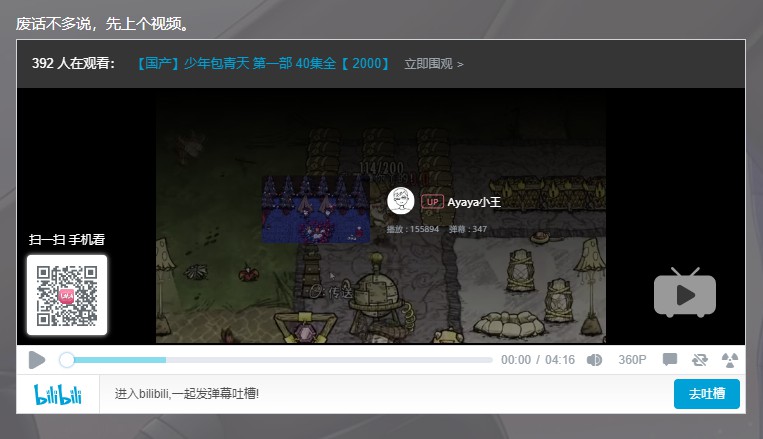 废话不多说，先上个视频。
392 人在观看： 【国产】少年包青天 第一部 40集全【 2000】 立即围观 >
114/200
UP Ayaya小王
播放 : 155894 弹幕 : 347
扫一扫 手机看
传送
00:00 / 04:16 360P
bilibili 进入bilibili,一起发弹幕吐槽! 去吐槽